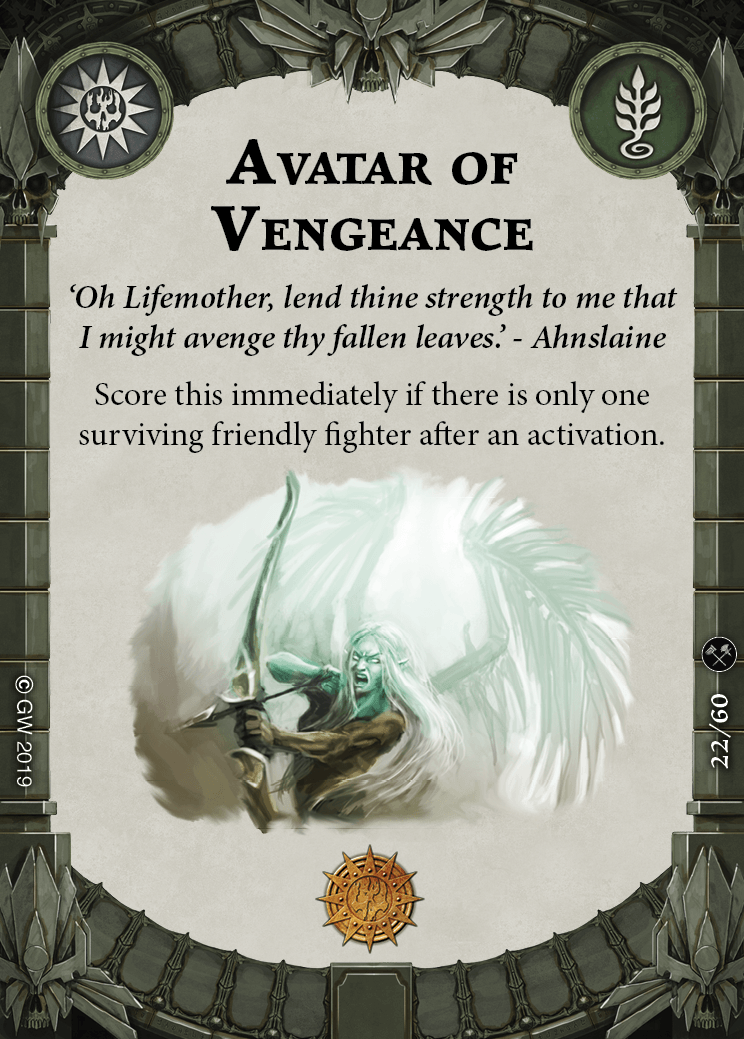 Avatar of
Vengeance
‘Oh Lifemother, lend thine strength to me that
I might avenge thy fallen leaves.’ - Ahnslaine
Score this immediately if there is only one
surviving friendly fighter after an activation.
© GW 2019
22/60